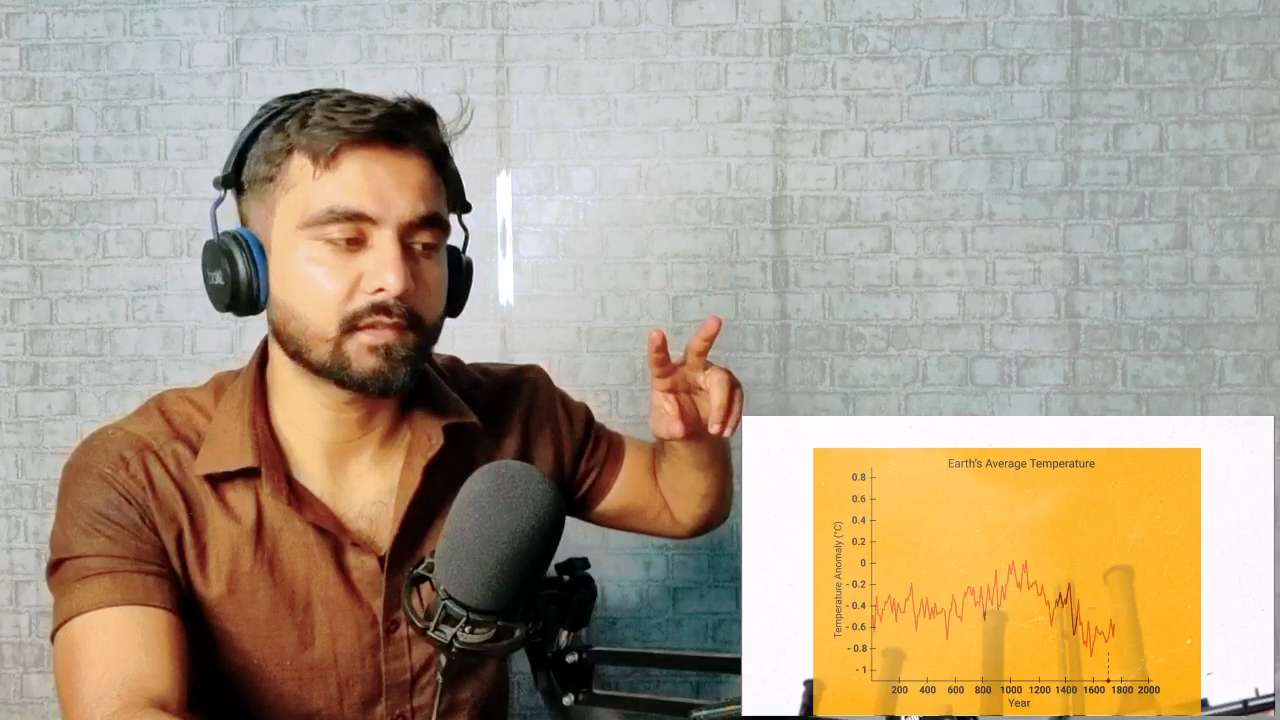 boAt
Earth's Average Temperature
Temperature Anomaly (°C)
0.8
0.6
0.4
0.2
0
- 0.2
- 0.4
- 0.6
- 0.8
- 1
200 400 600 800 1000 1200 1400 1600 1800 2000
Year